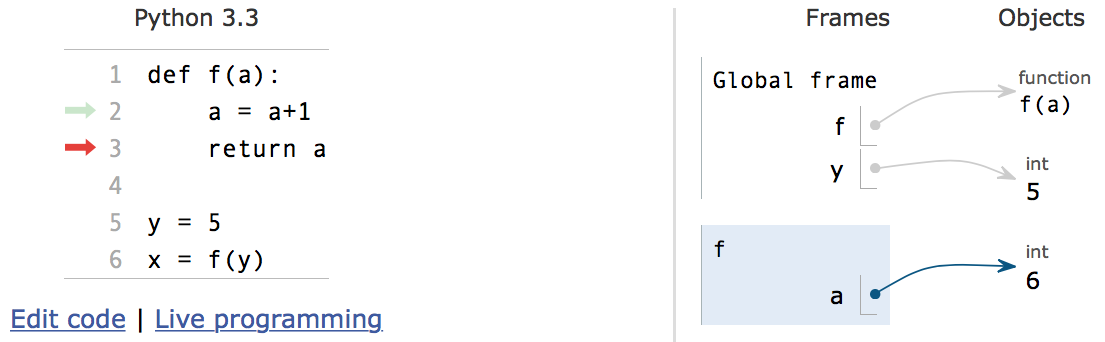 Python 3.3
1 def f(a):
2     a = a+1
3     return a
4
5 y = 5
6 x = f(y)
Edit code | Live programming
Frames Objects
Global frame
f
y
function
f(a)
int
5
f
a
int
6